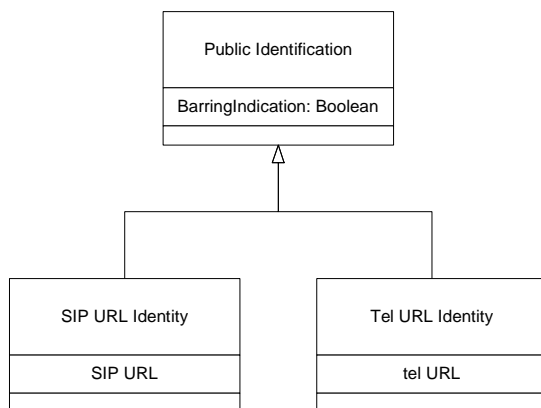 Public Identification
BarringIndication: Boolean
SIP URL Identity
SIP URL
Tel URL Identity
tel URL